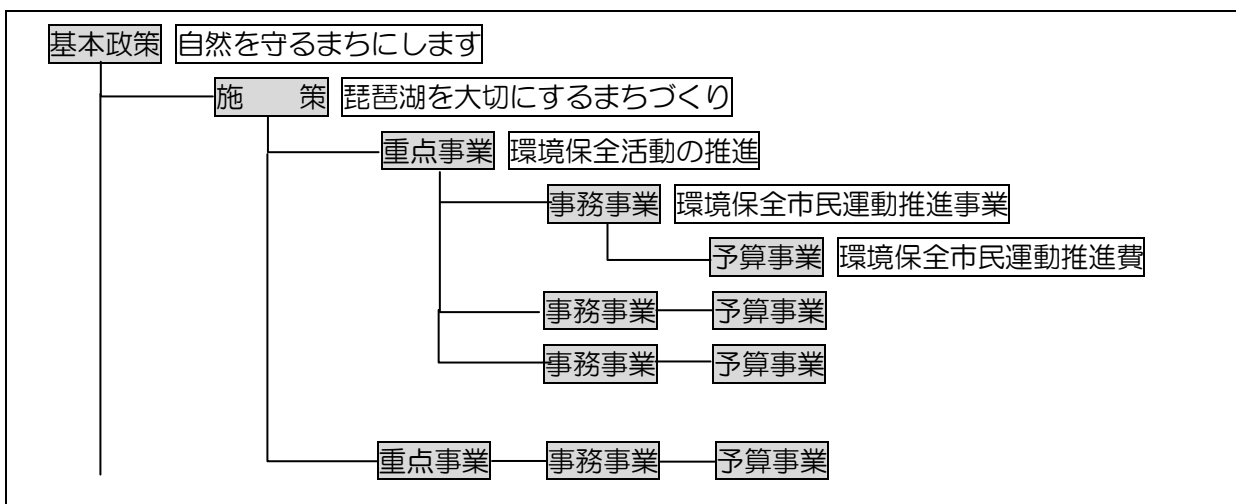 基本政策 自然を守るまちにします
施　　策 琵琶湖を大切にするまちづくり
重点事業 環境保全活動の推進
事務事業 環境保全市民運動推進事業
予算事業 環境保全市民運動推進費
事務事業 予算事業
事務事業 予算事業
重点事業 事務事業 予算事業